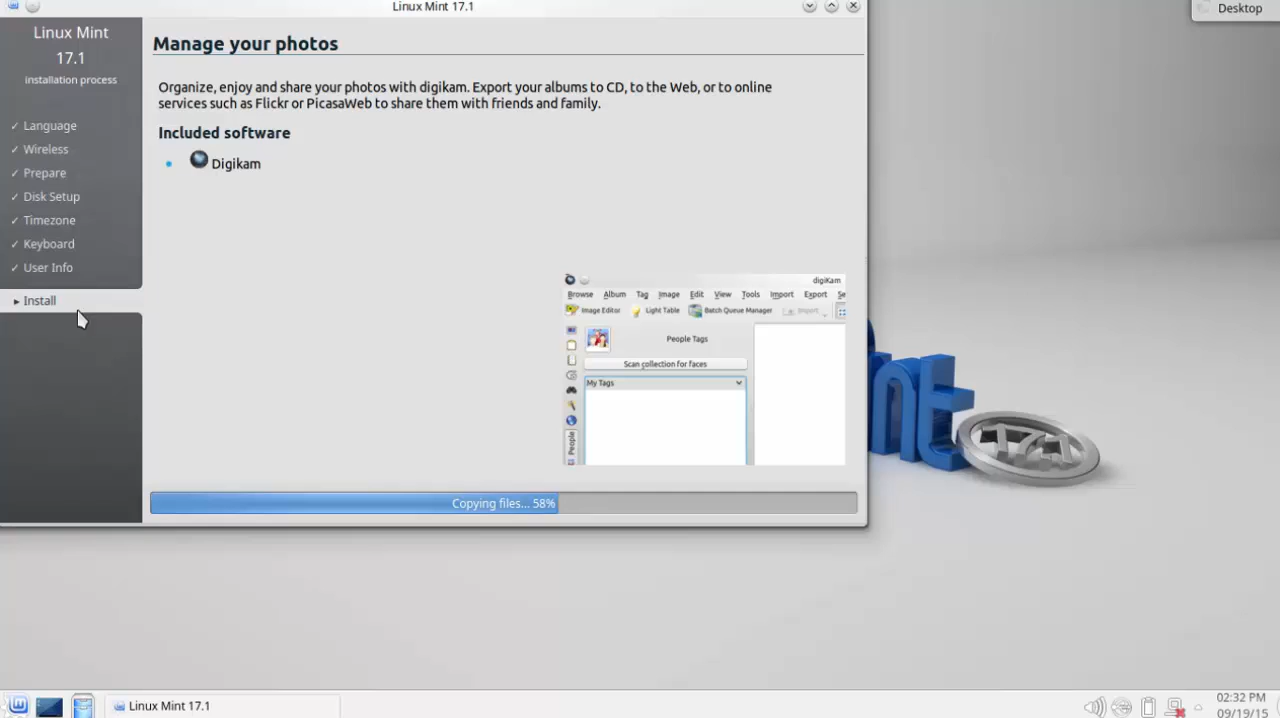 Linux Mint 17.1
Desktop
Linux Mint
17.1
installation process
✓ Language
✓ Wireless
✓ Prepare
✓ Disk Setup
✓ Timezone
✓ Keyboard
✓ User Info
▸ Install
Manage your photos
Organize, enjoy and share your photos with digikam. Export your albums to CD, to the Web, or to online
services such as Flickr or PicasaWeb to share them with friends and family.
Included software
• Digikam
digiKam
Browse Album Tag Image Edit View Tools Import Export Se
Image Editor Light Table Batch Queue Manager Import
People Tags
Scan collection for faces
My Tags
People
Copying files... 58%
nt
17.1
Linux Mint 17.1
02:32 PM
09/19/15